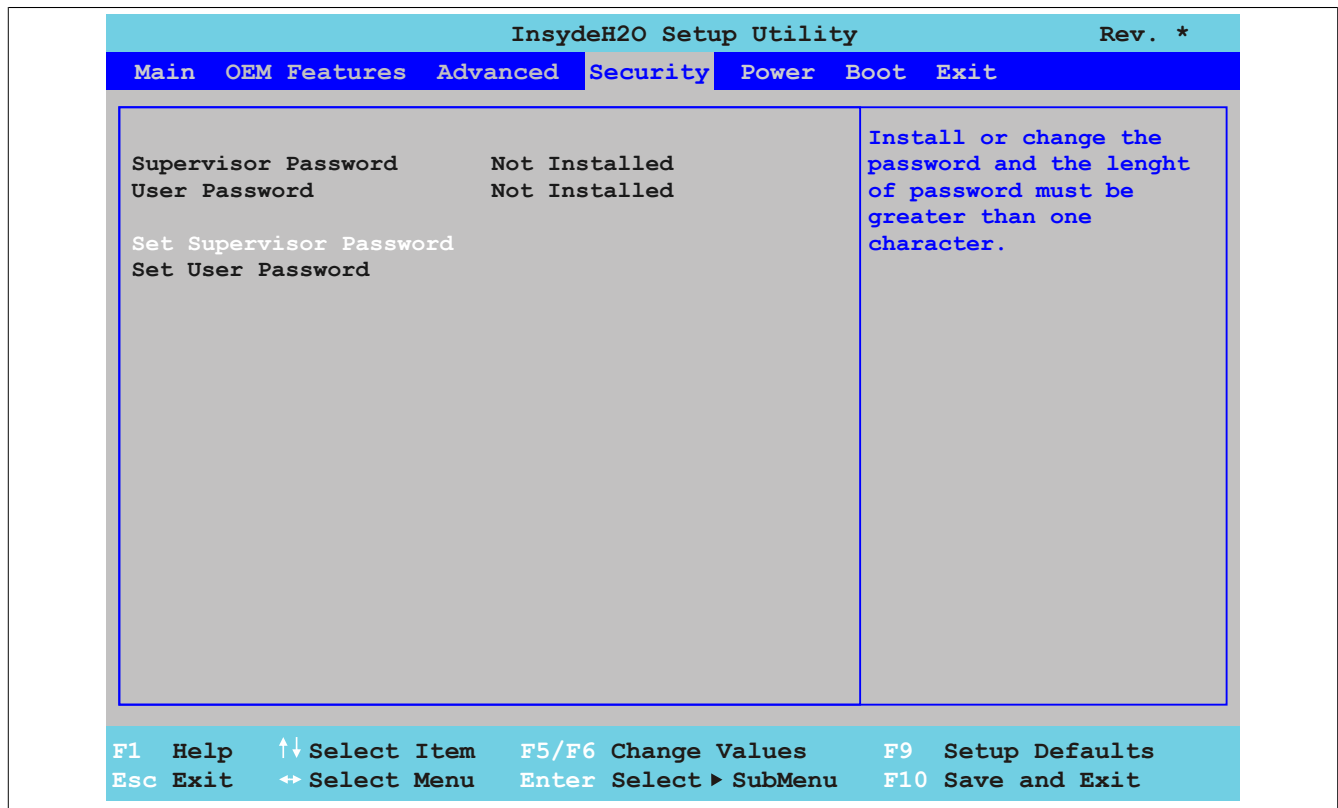 InsydeH2O Setup Utility Rev. *
Main OEM Features Advanced Security Power Boot Exit
Supervisor Password Not Installed
User Password Not Installed
Set Supervisor Password
Set User Password
Install or change the
password and the lenght
of password must be
greater than one
character.
F1 Help ↑↓ Select Item F5/F6 Change Values F9 Setup Defaults
Esc Exit ↔ Select Menu Enter Select ▶ SubMenu F10 Save and Exit